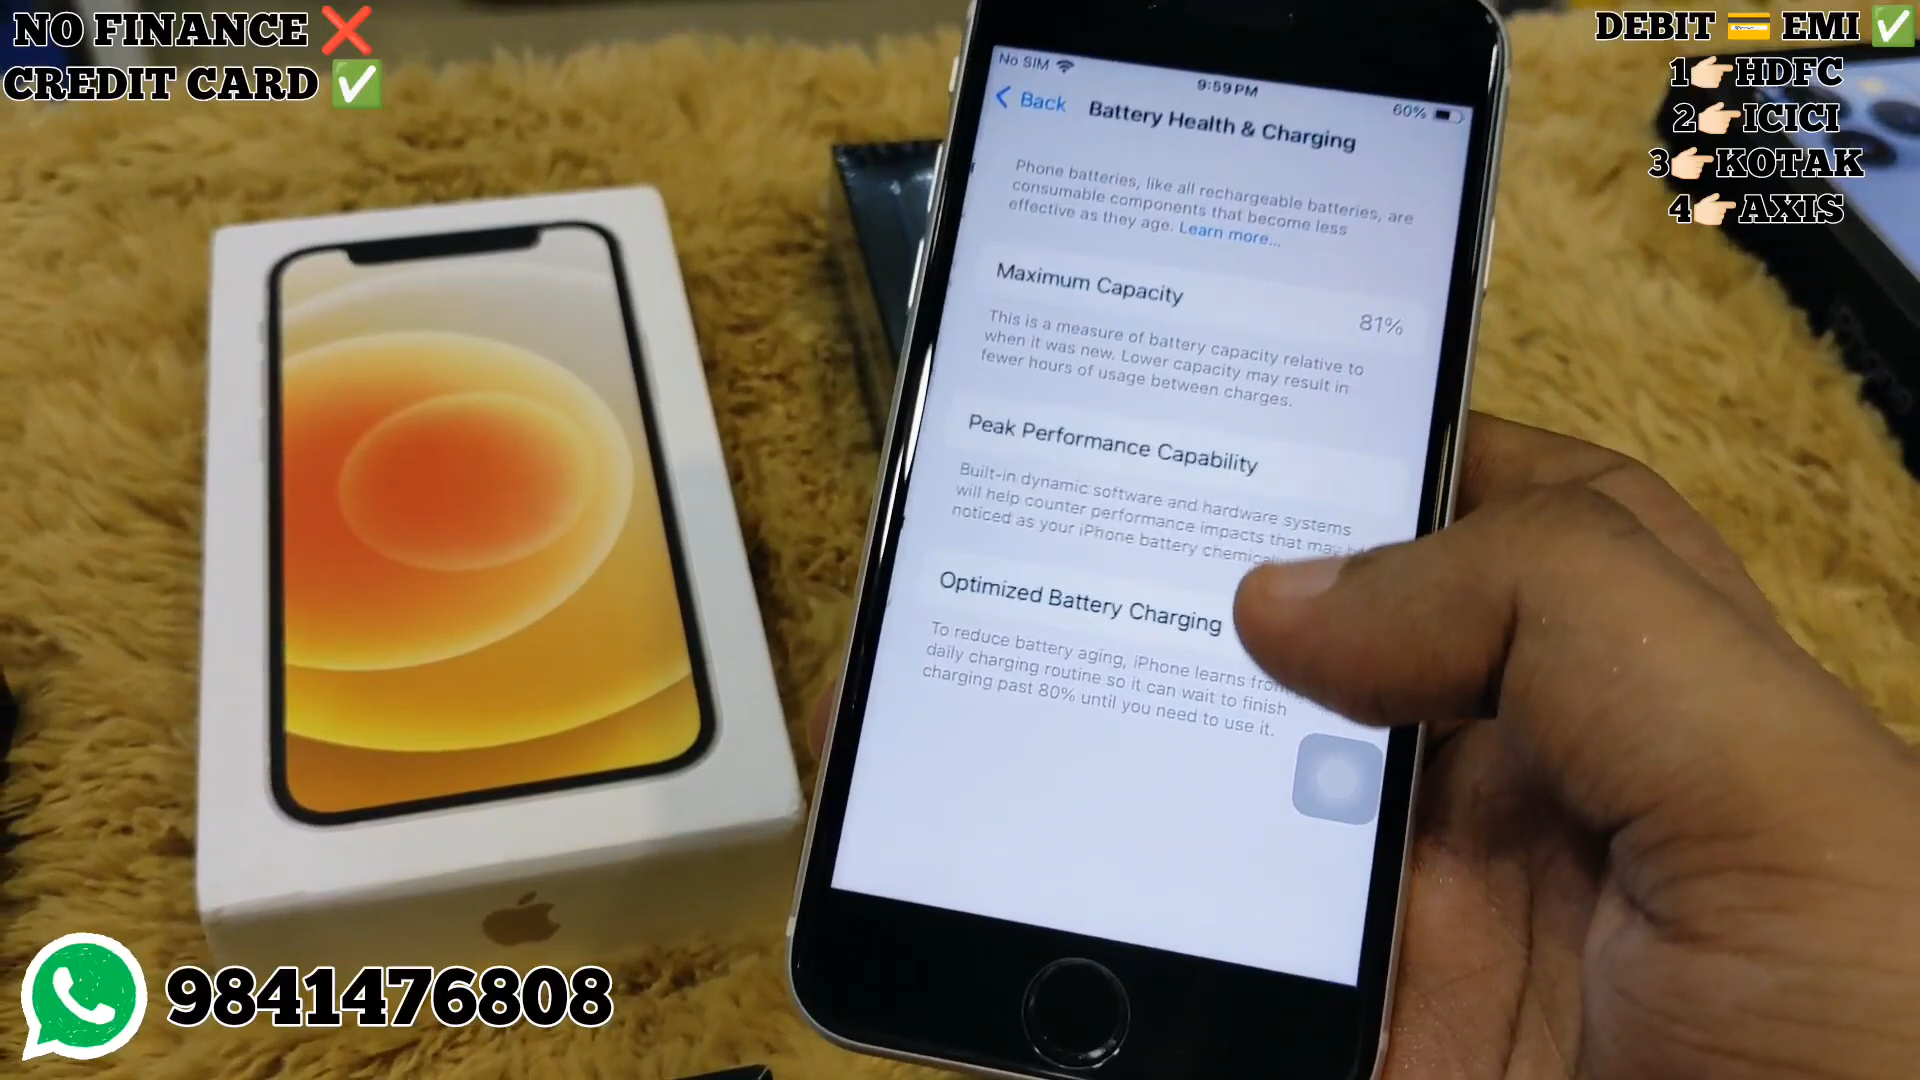 NO FINANCE ❌
CREDIT CARD ✅
DEBIT 💳 EMI ✅
1👉🏻HDFC
2👉🏻ICICI
3👉🏻KOTAK
4👉🏻AXIS
No SIM
9:59 PM
60%
Back
Battery Health & Charging
Phone batteries, like all rechargeable batteries, are
consumable components that become less
effective as they age. Learn more...
Maximum Capacity
81%
This is a measure of battery capacity relative to
when it was new. Lower capacity may result in
fewer hours of usage between charges.
Peak Performance Capability
Built-in dynamic software and hardware systems
will help counter performance impacts that may
noticed as your iPhone battery
Optimized Battery Charging
To reduce battery aging, iPhone learns from
daily charging routine so it can wait to finish
charging past 80% until you need to use it.
iPhone
9841476808